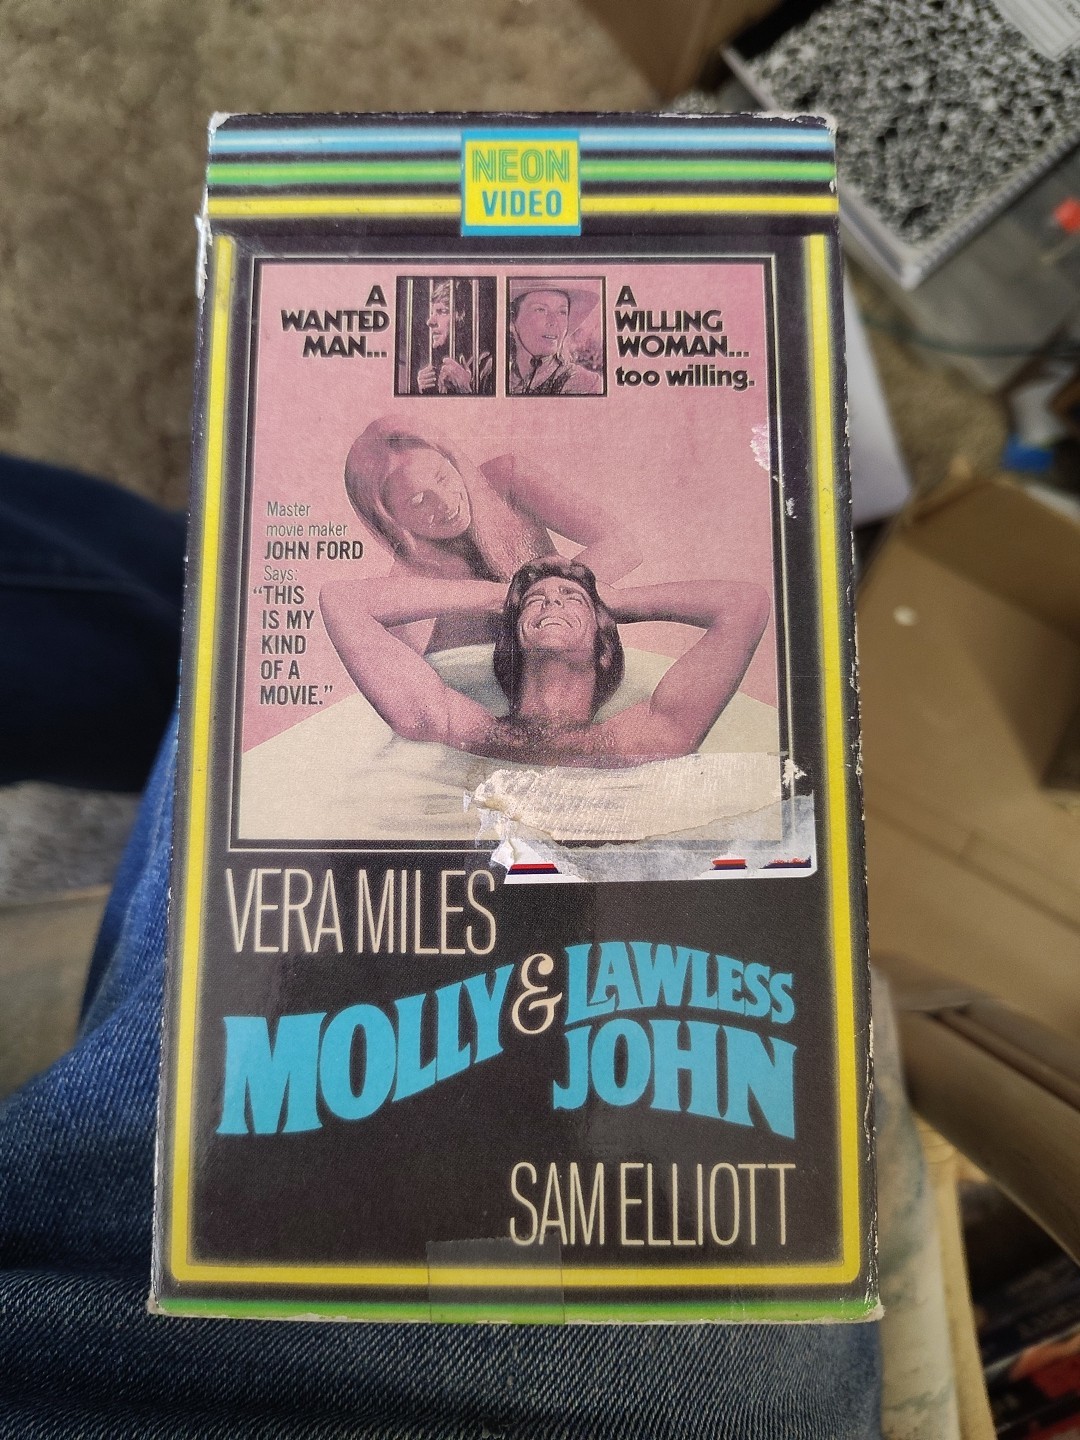 NEON
VIDEO
A
WANTED
MAN...
A
WILLING
WOMAN...
too willing.
Master
movie maker
JOHN FORD
Says:
“THIS
IS MY
KIND
OF A
MOVIE.”
VERA MILES
MOLLY & LAWLESS
JOHN
SAM ELLIOTT